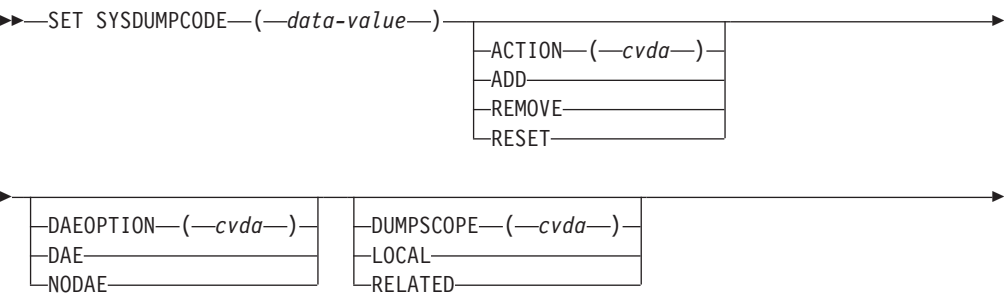 SET SYSDUMPCODE ( data-value )
ACTION ( cvda )
ADD
REMOVE
RESET
DAEOPTION ( cvda ) DUMPSCOPE ( cvda )
DAE LOCAL
NODAE RELATED